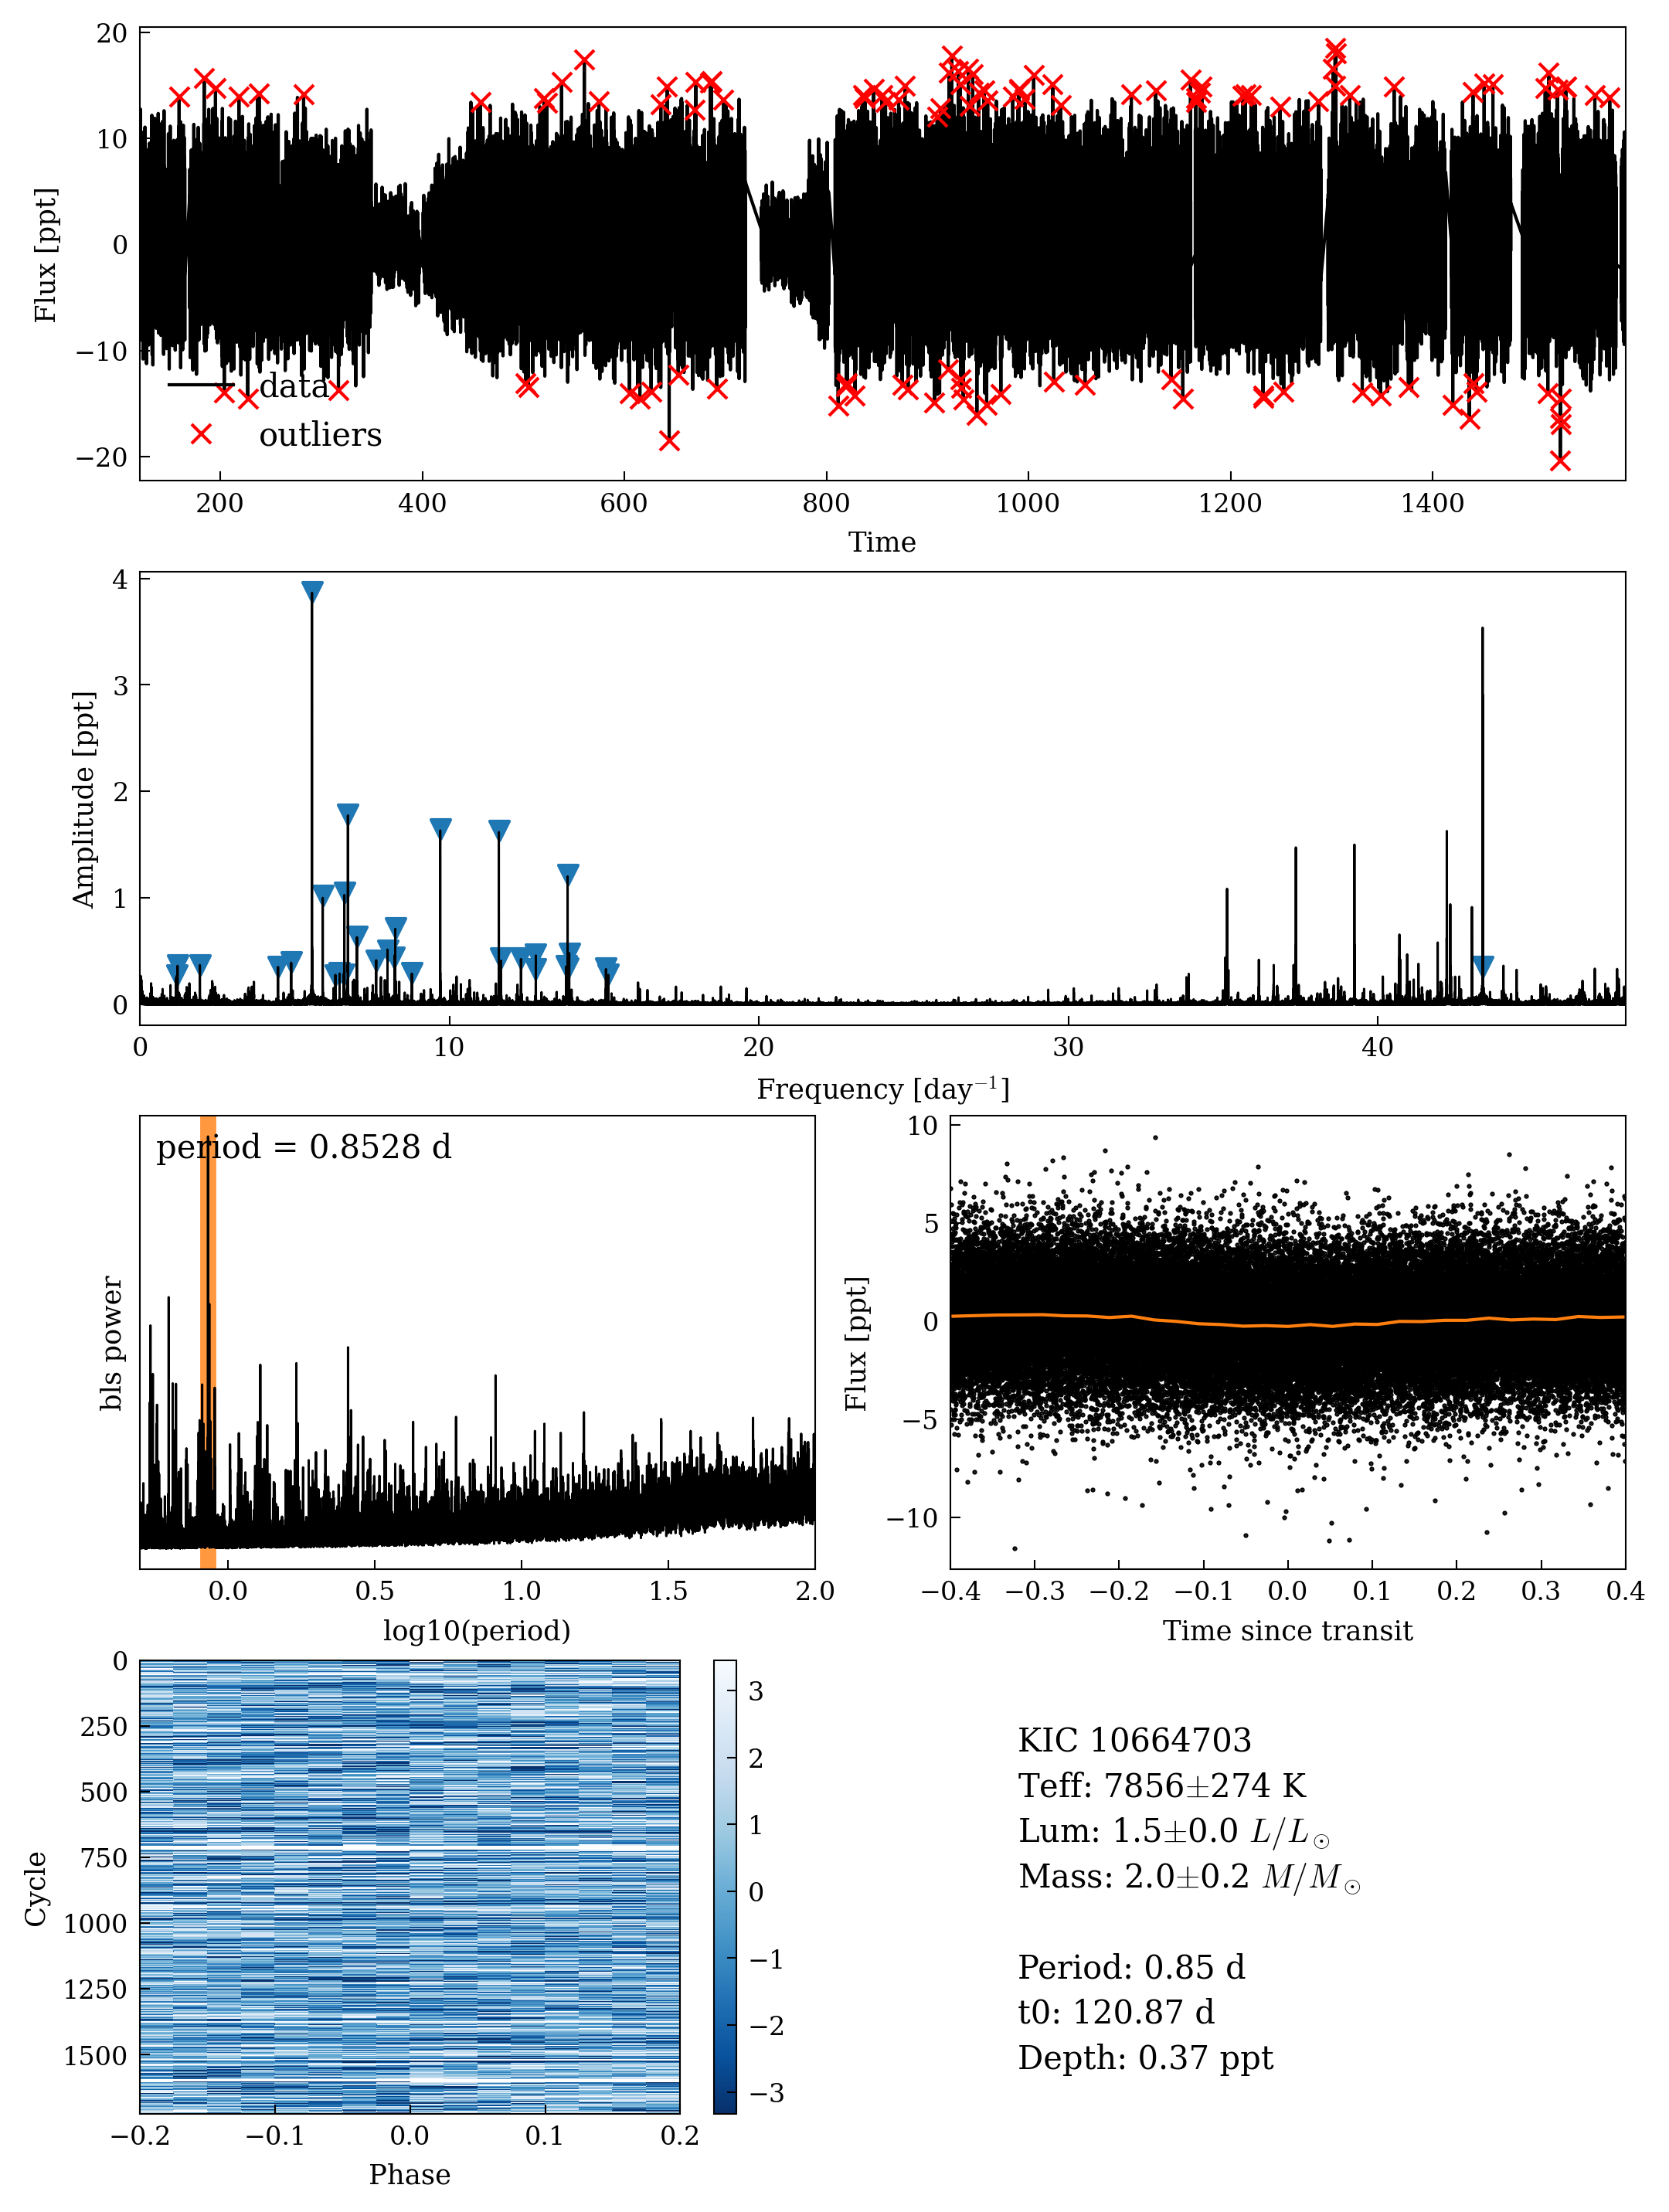 20
10
0
−10
−20
Flux [ppt]
data
outliers
200 400 600 800 1000 1200 1400
Time
4
3
2
1
0
Amplitude [ppt]
0 10 20 30 40
Frequency [day⁻¹]
period = 0.8528 d
bls power
0.0 0.5 1.0 1.5 2.0
log10(period)
10
5
0
−5
−10
Flux [ppt]
−0.4 −0.3 −0.2 −0.1 0.0 0.1 0.2 0.3 0.4
Time since transit
0
250
500
750
1000
1250
1500
Cycle
−0.2 −0.1 0.0 0.1 0.2
Phase
3
2
1
0
−1
−2
−3
KIC 10664703
Teff: 7856±274 K
Lum: 1.5±0.0 L/L⊙
Mass: 2.0±0.2 M/M⊙
Period: 0.85 d
t0: 120.87 d
Depth: 0.37 ppt